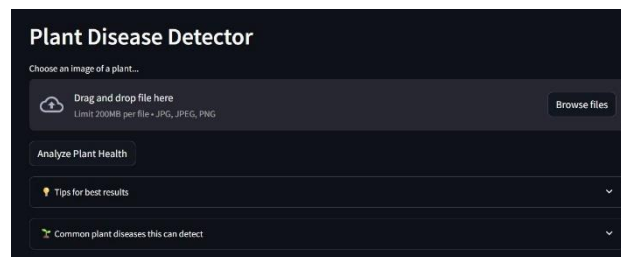 Plant Disease Detector
Choose an image of a plant...
Drag and drop file here
Limit 200MB per file • JPG, JPEG, PNG
Browse files
Analyze Plant Health
Tips for best results
Common plant diseases this can detect